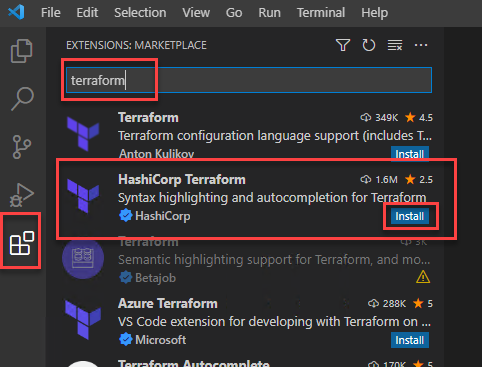 File Edit Selection View Go Run Terminal Help
EXTENSIONS: MARKETPLACE
terraform
Terraform 349K 4.5
Terraform configuration language support (includes T...
Anton Kulikov Install
HashiCorp Terraform 1.6M 2.5
Syntax highlighting and autocompletion for Terraform
HashiCorp Install
Terraform 3K
Semantic highlighting support for Terraform, and mo...
Betajob
Azure Terraform 288K 5
VS Code extension for developing with Terraform on ...
Microsoft Install
Terraform Autocomplete 170K 5